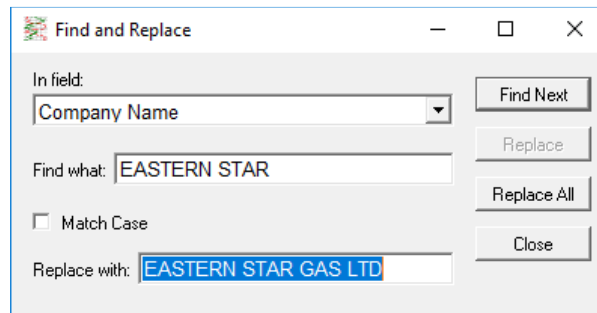 Find and Replace
In field:
Company Name
Find Next
Replace
Find what: EASTERN STAR
Replace All
Match Case
Close
Replace with: EASTERN STAR GAS LTD